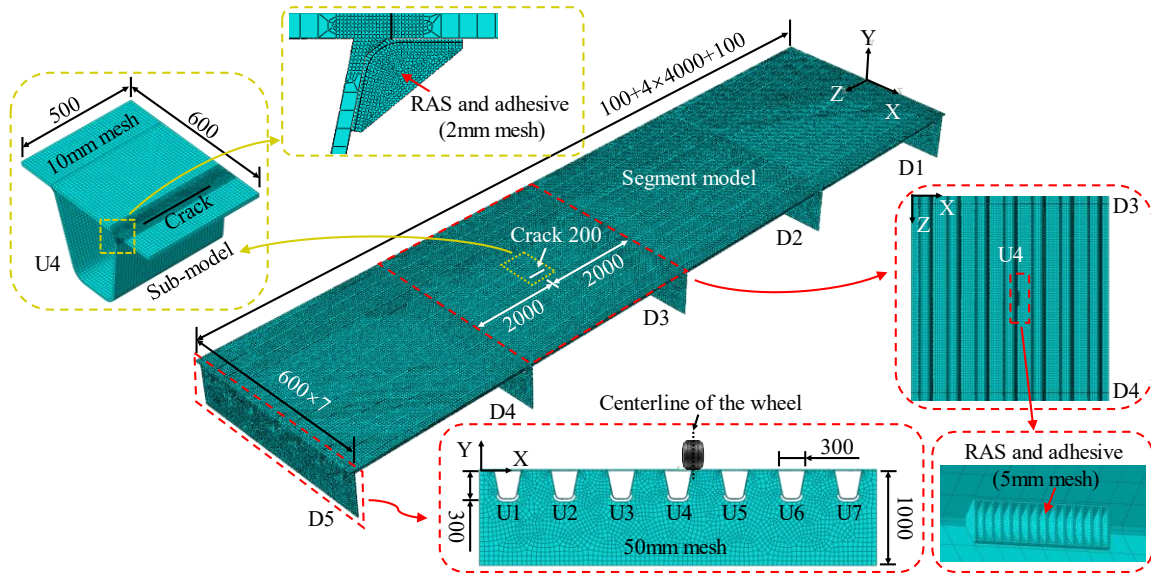 RAS and adhesive
(2mm mesh)
500
600
10mm mesh
Crack
U4
Sub-model
100+4×4000+100
Y
Z
X
Segment model
Crack 200
2000
2000
D1
D2
D3
D4
D5
600×7
X
Z
D3
U4
D4
RAS and adhesive
(5mm mesh)
Centerline of the wheel
Y
X
300
300
U1
U2
U3
U4
U5
U6
U7
50mm mesh
1000